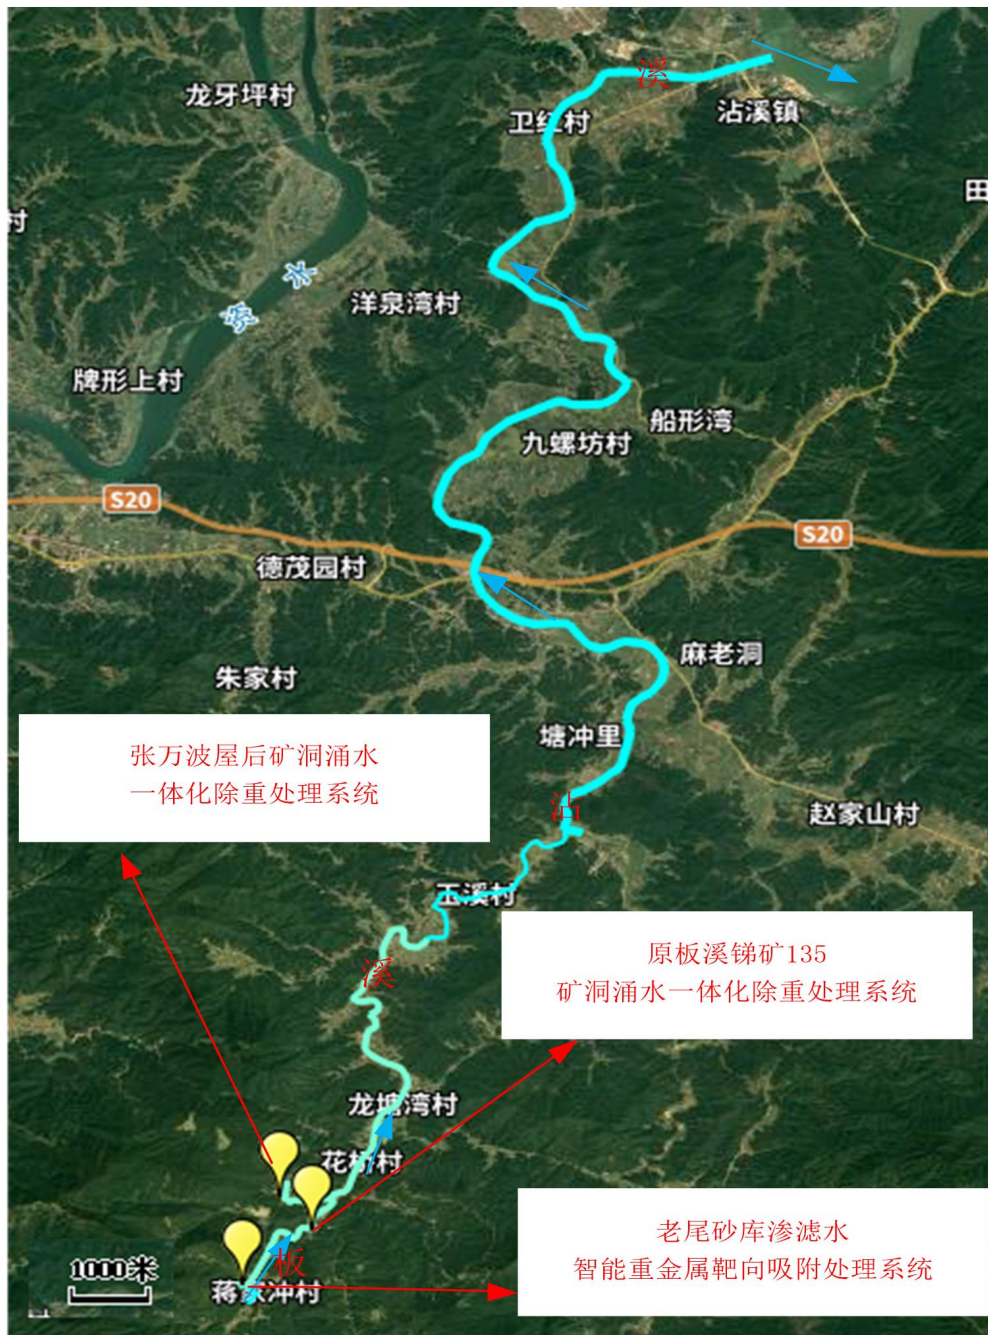 溪
龙牙坪村
卫红村
沾溪镇
田
村
资水
洋泉湾村
牌形上村
船形湾
九螺坊村
S20
S20
德茂园村
麻老洞
朱家村
塘冲里
张万波屋后矿洞涌水
一体化除重处理系统
沾
赵家山村
玉溪村
原板溪锑矿135
矿洞涌水一体化除重处理系统
溪
龙塘湾村
花桥村
老尾砂库渗滤水
智能重金属靶向吸附处理系统
板
1000米
蒋家冲村